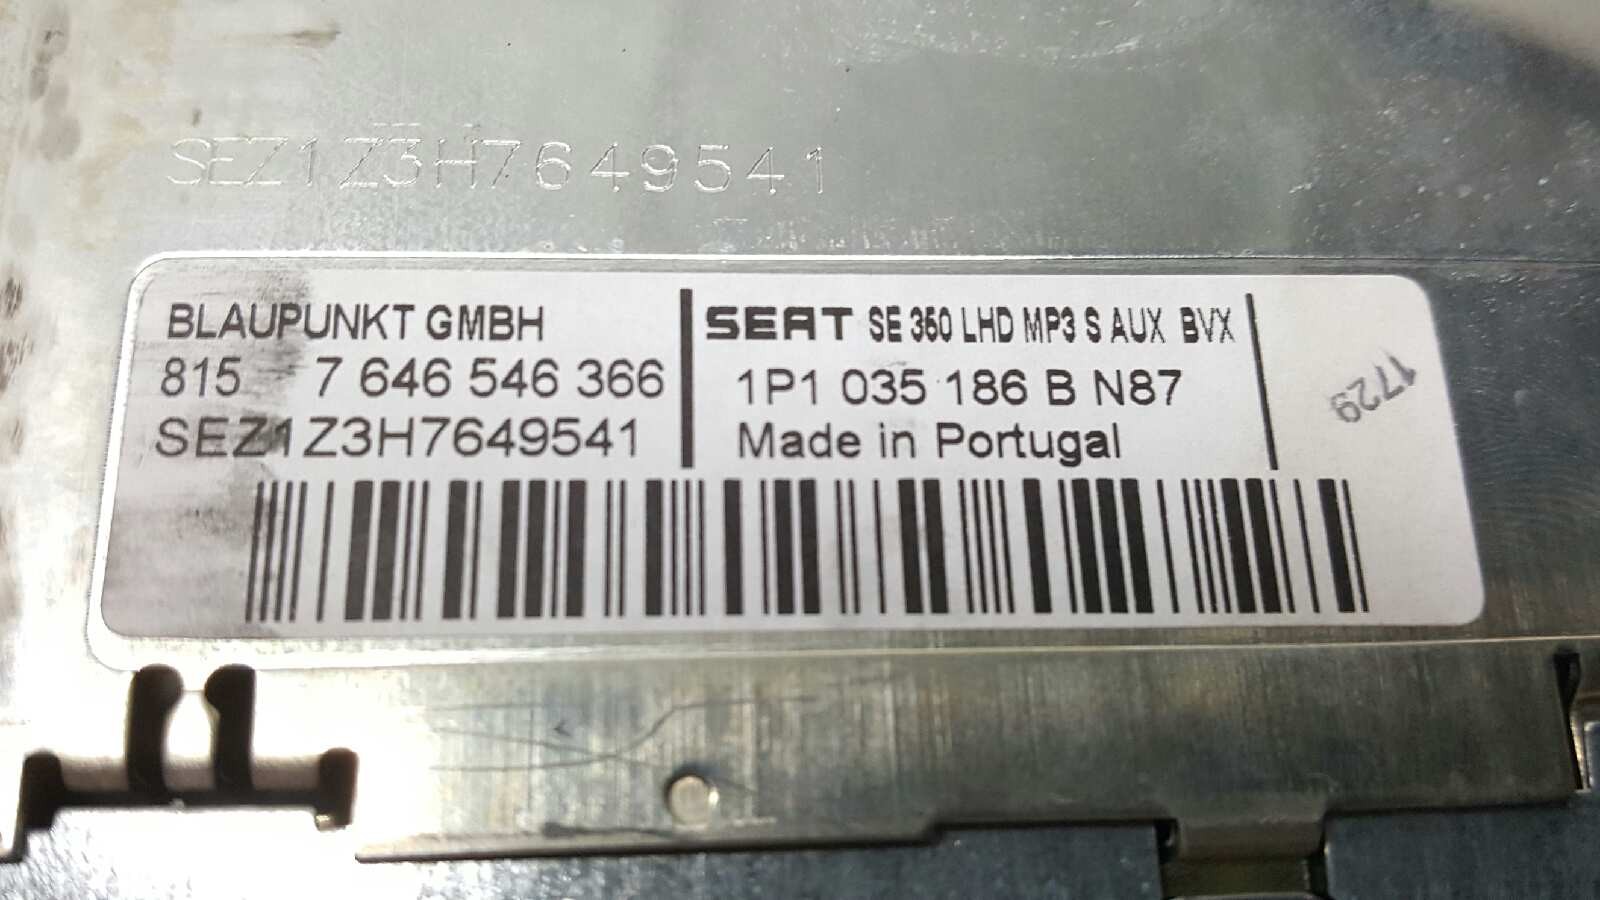 SEZ1Z3H7649541
BLAUPUNKT GMBH
815 7 646 546 366
SEZ1Z3H7649541
SEAT SE 360 LHD MP3 S AUX BVX
1P1 035 186 B N87
Made in Portugal
1729